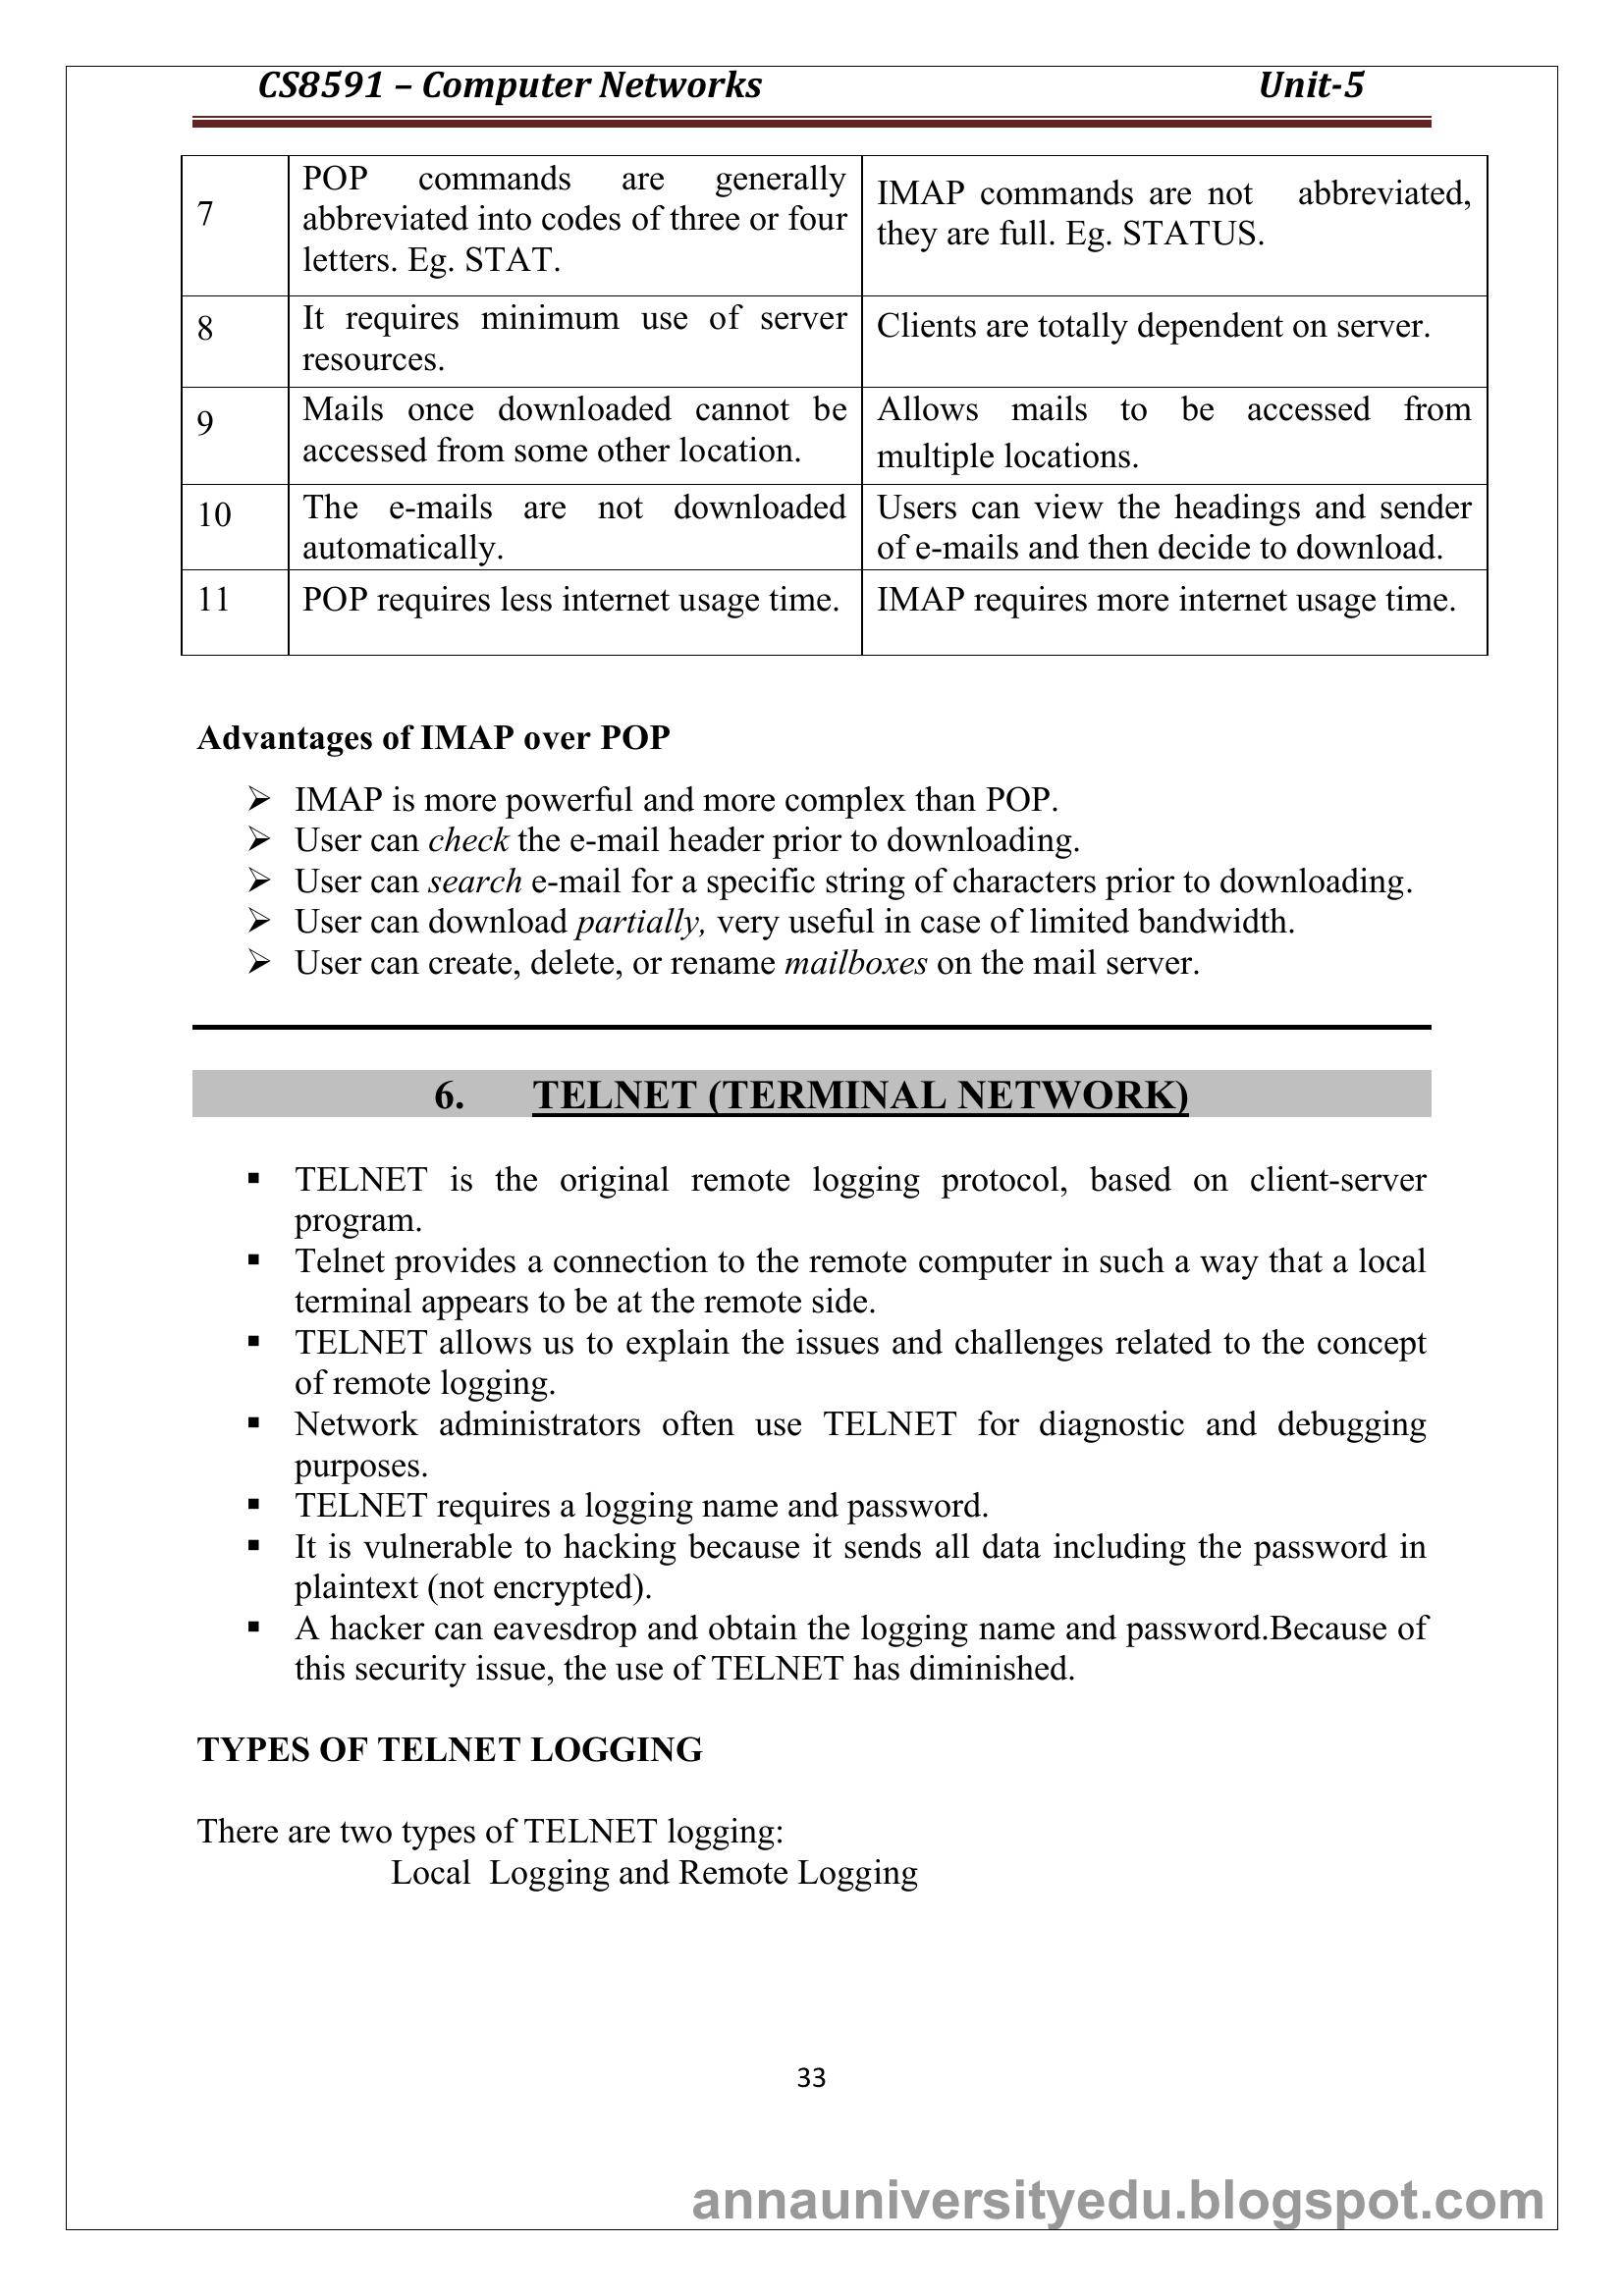 CS8591 – Computer Networks Unit-5
7
POP commands are generally
abbreviated into codes of three or four
letters. Eg. STAT.
IMAP commands are not abbreviated,
they are full. Eg. STATUS.
8
It requires minimum use of server
resources.
Clients are totally dependent on server.
9
Mails once downloaded cannot be
accessed from some other location.
Allows mails to be accessed from
multiple locations.
10
The e-mails are not downloaded
automatically.
Users can view the headings and sender
of e-mails and then decide to download.
11
POP requires less internet usage time.
IMAP requires more internet usage time.
Advantages of IMAP over POP
➢ IMAP is more powerful and more complex than POP.
➢ User can check the e-mail header prior to downloading.
➢ User can search e-mail for a specific string of characters prior to downloading.
➢ User can download partially, very useful in case of limited bandwidth.
➢ User can create, delete, or rename mailboxes on the mail server.
6. TELNET (TERMINAL NETWORK)
▪ TELNET is the original remote logging protocol, based on client-server
program.
▪ Telnet provides a connection to the remote computer in such a way that a local
terminal appears to be at the remote side.
▪ TELNET allows us to explain the issues and challenges related to the concept
of remote logging.
▪ Network administrators often use TELNET for diagnostic and debugging
purposes.
▪ TELNET requires a logging name and password.
▪ It is vulnerable to hacking because it sends all data including the password in
plaintext (not encrypted).
▪ A hacker can eavesdrop and obtain the logging name and password.Because of
this security issue, the use of TELNET has diminished.
TYPES OF TELNET LOGGING
There are two types of TELNET logging:
Local Logging and Remote Logging
33
annauniversityedu.blogspot.com